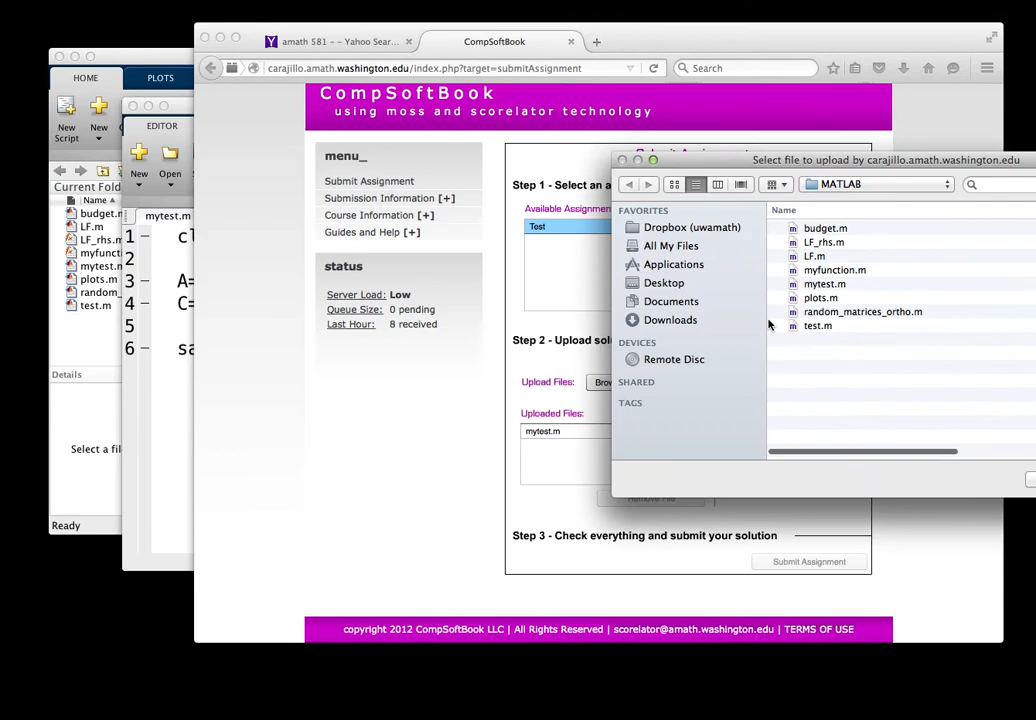 amath 581 - - Yahoo Sear...
CompSoftBook
carajillo.amath.washington.edu/index.php?target=submitAssignment
Search
HOME
PLOTS
New Script
New
EDITOR
New
Open
Current Fold
Name
budget.m
LF.m
LF_rhs.m
myfunction
mytest.m
plots.m
random_
test.m
Details
Select a fil
Ready
mytest.m
1
2
3
4
5
6
cl
A=
C=
sa
CompSoftBook
using moss and scorelator technology
menu_
Submit Assignment
Submission Information [+]
Course Information [+]
Guides and Help [+]
status
Server Load: Low
Queue Size: 0 pending
Last Hour: 8 received
Step 1 - Select an a
Available Assignmen
Test
Step 2 - Upload solu
Upload Files:
Brow
Uploaded Files:
mytest.m
Remove File
Step 3 - Check everything and submit your solution
Submit Assignment
copyright 2012 CompSoftBook LLC | All Rights Reserved | scorelator@amath.washington.edu | TERMS OF USE
Select file to upload by carajillo.amath.washington.edu
MATLAB
FAVORITES
Dropbox (uwamath)
All My Files
Applications
Desktop
Documents
Downloads
DEVICES
Remote Disc
SHARED
TAGS
Name
budget.m
LF_rhs.m
LF.m
myfunction.m
mytest.m
plots.m
random_matrices_ortho.m
test.m